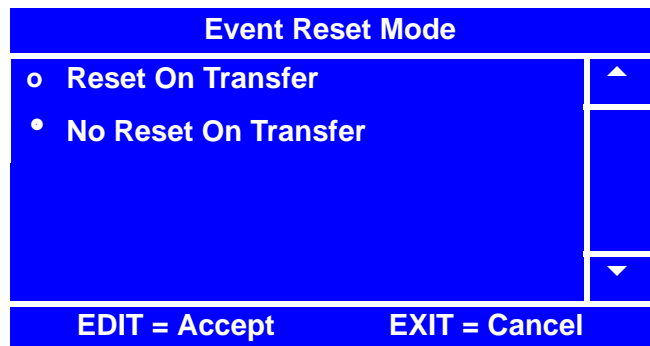 Event Reset Mode
o Reset On Transfer
• No Reset On Transfer
EDIT = Accept EXIT = Cancel